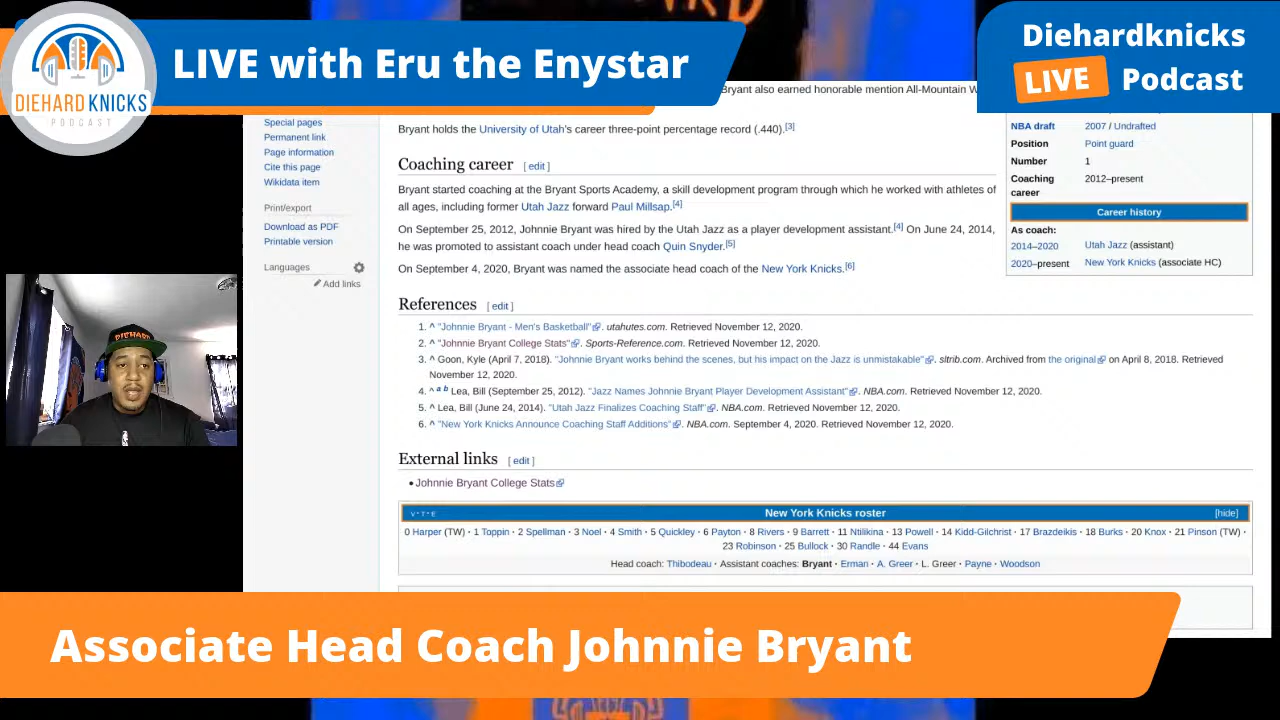 LIVE with Eru the Enystar
DIEHARD KNICKS
PODCAST
Diehardknicks
LIVE Podcast
Bryant also earned honorable mention All-Mountain W
Bryant holds the University of Utah's career three-point percentage record (.440).[3]
Coaching career [ edit ]
Bryant started coaching at the Bryant Sports Academy, a skill development program through which he worked with athletes of
all ages, including former Utah Jazz forward Paul Millsap.[4]
On September 25, 2012, Johnnie Bryant was hired by the Utah Jazz as a player development assistant.[4] On June 24, 2014,
he was promoted to assistant coach under head coach Quin Snyder.[5]
On September 4, 2020, Bryant was named the associate head coach of the New York Knicks.[6]
Special pages
Permanent link
Page information
Cite this page
Wikidata item
Print/export
Download as PDF
Printable version
Languages
Add links
NBA draft 2007 / Undrafted
Position Point guard
Number 1
Coaching career 2012–present
Career history
As coach:
2014–2020 Utah Jazz (assistant)
2020–present New York Knicks (associate HC)
References [ edit ]
1. ^ "Johnnie Bryant - Men's Basketball". utahutes.com. Retrieved November 12, 2020.
2. ^ "Johnnie Bryant College Stats". Sports-Reference.com. Retrieved November 12, 2020.
3. ^ Goon, Kyle (April 7, 2018). "Johnnie Bryant works behind the scenes, but his impact on the Jazz is unmistakable". sltrib.com. Archived from the original on April 8, 2018. Retrieved
November 12, 2020.
4. ^ a b Lea, Bill (September 25, 2012). "Jazz Names Johnnie Bryant Player Development Assistant". NBA.com. Retrieved November 12, 2020.
5. ^ Lea, Bill (June 24, 2014). "Utah Jazz Finalizes Coaching Staff". NBA.com. Retrieved November 12, 2020.
6. ^ "New York Knicks Announce Coaching Staff Additions". NBA.com. September 4, 2020. Retrieved November 12, 2020.
External links [ edit ]
• Johnnie Bryant College Stats
V · T · E New York Knicks roster [hide]
0 Harper (TW) · 1 Toppin · 2 Spellman · 3 Noel · 4 Smith · 5 Quickley · 6 Payton · 8 Rivers · 9 Barrett · 11 Ntilikina · 13 Powell · 14 Kidd-Gilchrist · 17 Brazdeikis · 18 Burks · 20 Knox · 21 Pinson (TW) ·
23 Robinson · 25 Bullock · 30 Randle · 44 Evans
Head coach: Thibodeau · Assistant coaches: Bryant · Erman · A. Greer · L. Greer · Payne · Woodson
Associate Head Coach Johnnie Bryant